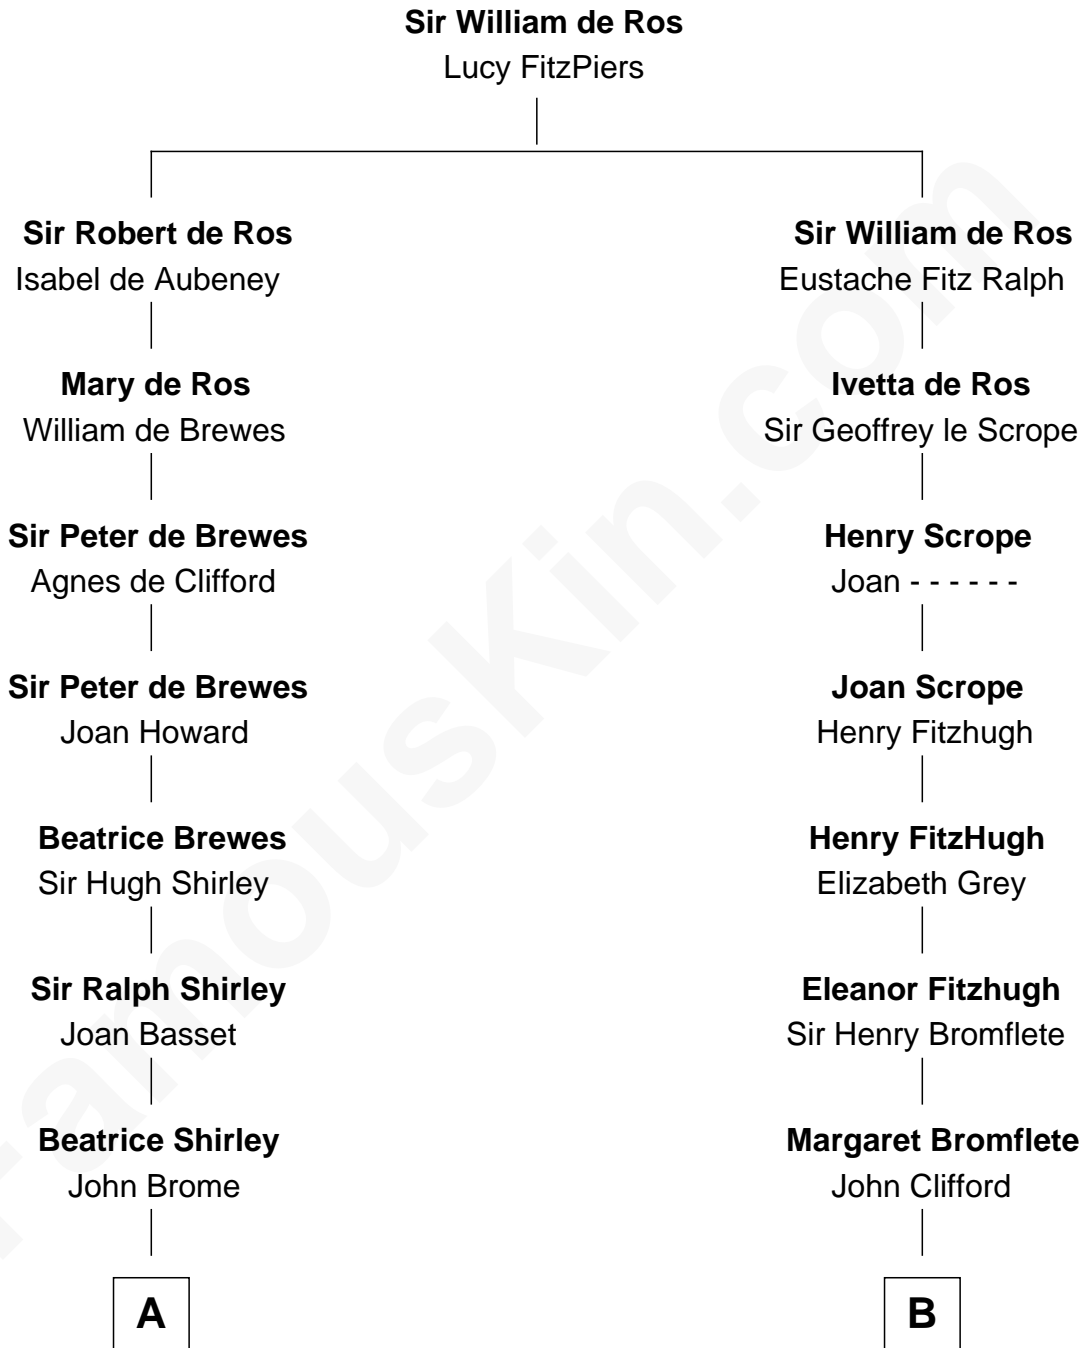 Sir William de Ros
Lucy FitzPiers
Sir Robert de Ros
Isabel de Aubeney
Mary de Ros
William de Brewes
Sir Peter de Brewes
Agnes de Clifford
Sir Peter de Brewes
Joan Howard
Beatrice Brewes
Sir Hugh Shirley
Sir Ralph Shirley
Joan Basset
Beatrice Shirley
John Brome
A
Sir William de Ros
Eustache Fitz Ralph
Ivetta de Ros
Sir Geoffrey le Scrope
Henry Scrope
Joan - - - - - -
Joan Scrope
Henry Fitzhugh
Henry FitzHugh
Elizabeth Grey
Eleanor Fitzhugh
Sir Henry Bromflete
Margaret Bromflete
John Clifford
B
FamousKin.com